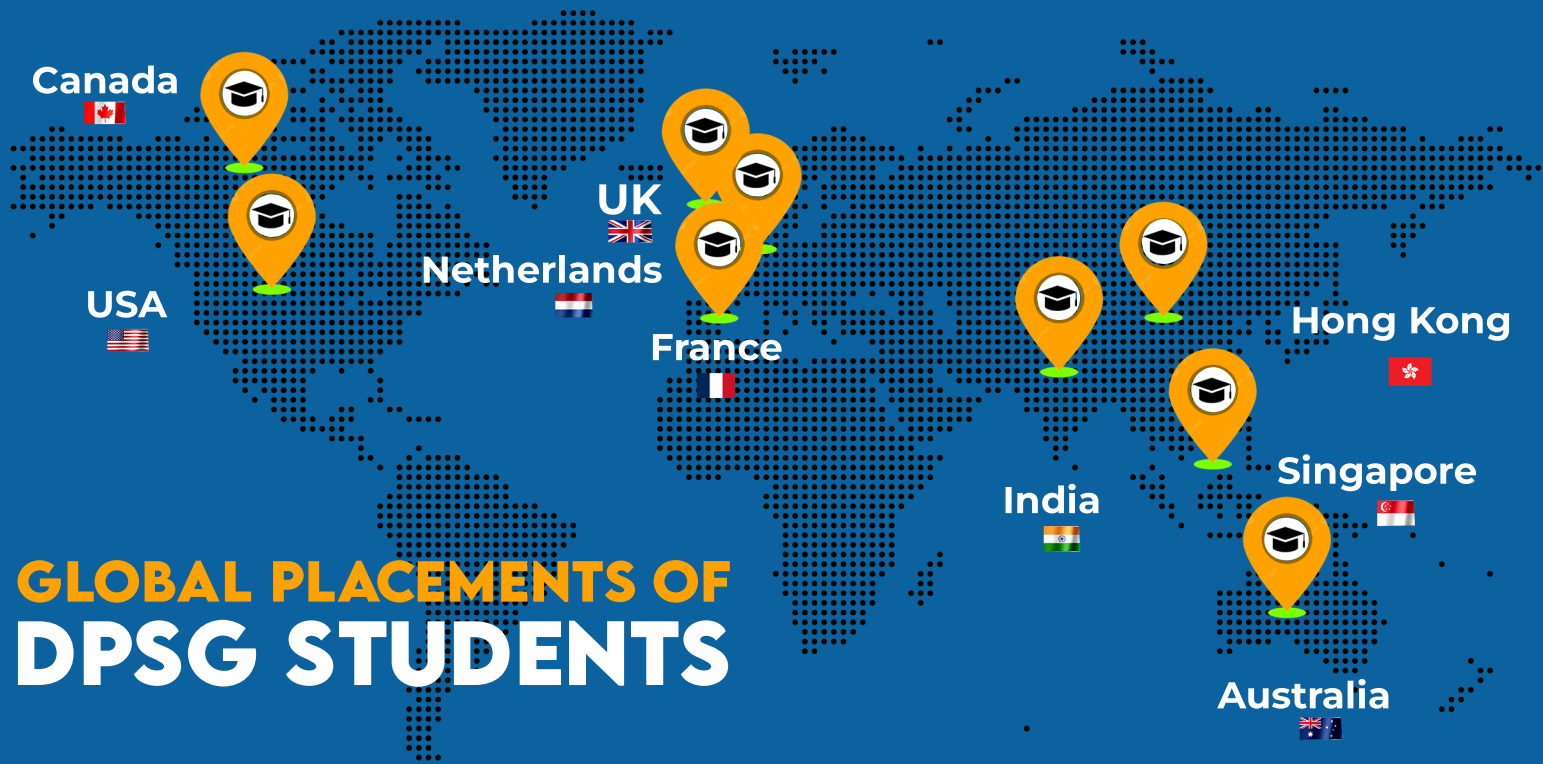 Canada
USA
UK
Netherlands
France
Hong Kong
Singapore
India
Australia
GLOBAL PLACEMENTS OF
DPSG STUDENTS